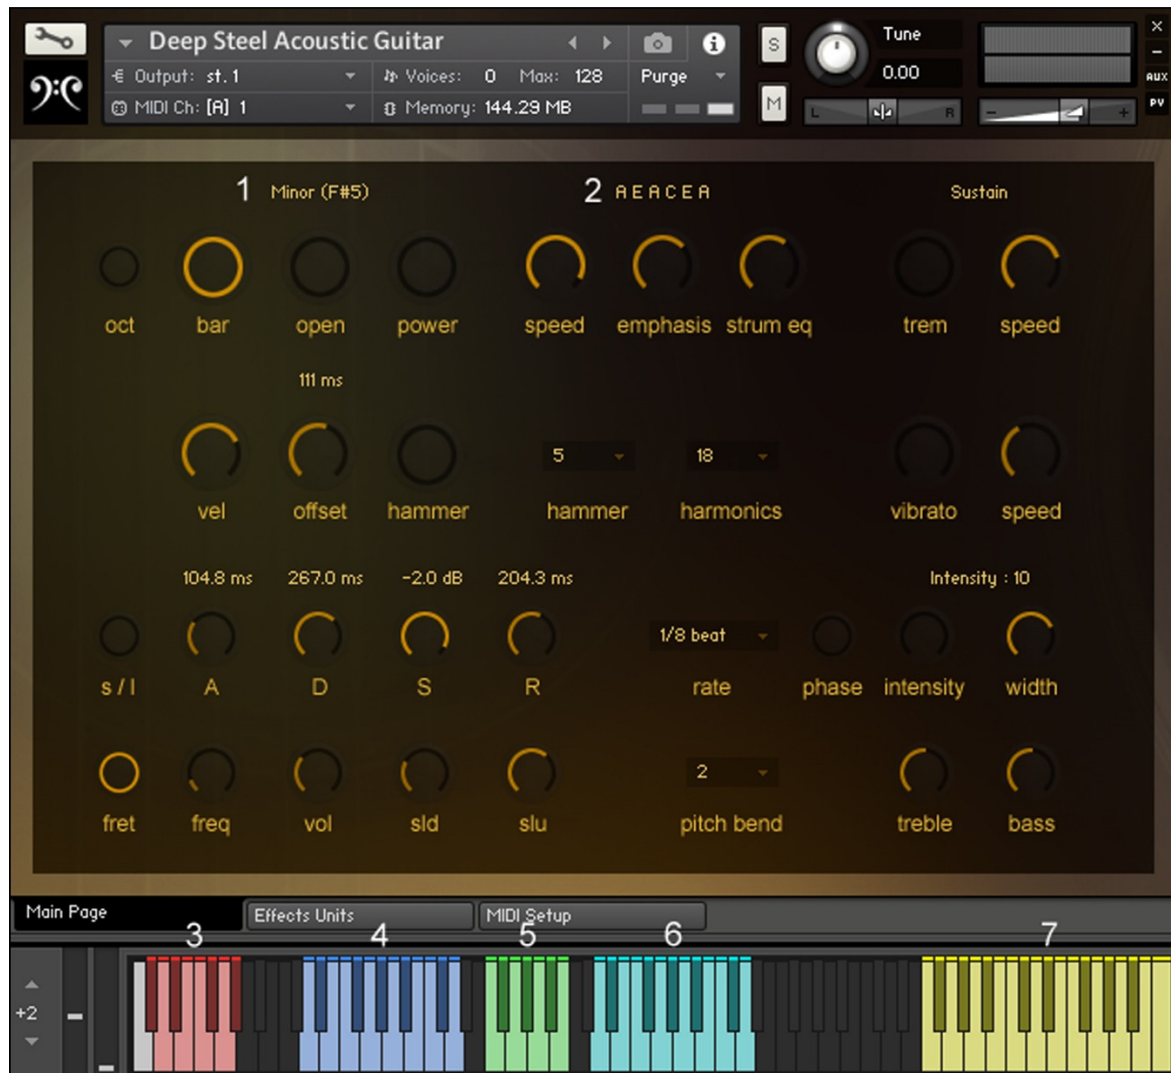 Deep Steel Acoustic Guitar
Output: st.1
Voices: 0 Max: 128
Purge
MIDI Ch: [A] 1
Memory: 144.29 MB
S
M
Tune
0.00
L R
- +
X
-
AUX
PV
1 Minor (F#5)
2 A E A C E A
Sustain
oct bar open power speed emphasis strum eq trem speed
111 ms
5 18
vel offset hammer hammer harmonics vibrato speed
104.8 ms 267.0 ms -2.0 dB 204.3 ms Intensity : 10
1/8 beat
s / l A D S R rate phase intensity width
2
fret freq vol sld slu pitch bend treble bass
Main Page Effects Units MIDI Setup
3 4 5 6 7
+2